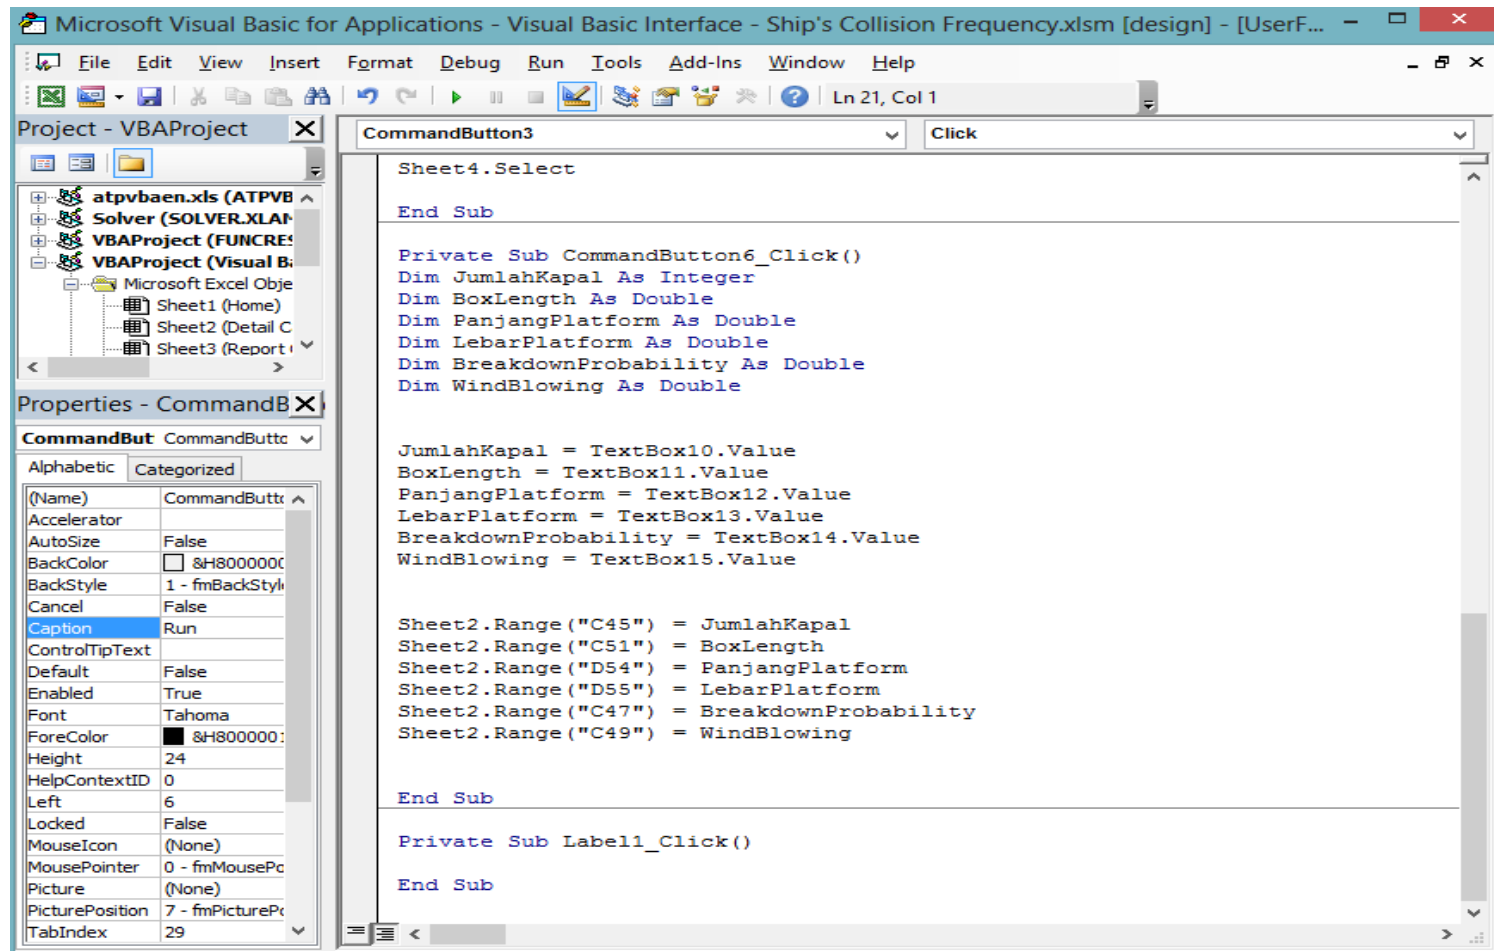 Microsoft Visual Basic for Applications - Visual Basic Interface - Ship's Collision Frequency.xlsm [design] - [UserF...
File Edit View Insert Format Debug Run Tools Add-Ins Window Help
Ln 21, Col 1
Project - VBAProject
atpvbaen.xls (ATPVB
Solver (SOLVER.XLAM
VBAProject (FUNCRES
VBAProject (Visual Ba
Microsoft Excel Obje
Sheet1 (Home)
Sheet2 (Detail C
Sheet3 (Report
Properties - CommandB
CommandBut CommandButtc
Alphabetic Categorized
(Name) CommandButtc
Accelerator
AutoSize False
BackColor &H8000000
BackStyle 1 - fmBackStyle
Cancel False
Caption Run
ControlTipText
Default False
Enabled True
Font Tahoma
ForeColor &H8000001
Height 24
HelpContextID 0
Left 6
Locked False
MouseIcon (None)
MousePointer 0 - fmMousePo
Picture (None)
PicturePosition 7 - fmPicturePo
TabIndex 29
CommandButton3 Click
Sheet4.Select
End Sub
Private Sub CommandButton6_Click()
Dim JumlahKapal As Integer
Dim BoxLength As Double
Dim PanjangPlatform As Double
Dim LebarPlatform As Double
Dim BreakdownProbability As Double
Dim WindBlowing As Double
JumlahKapal = TextBox10.Value
BoxLength = TextBox11.Value
PanjangPlatform = TextBox12.Value
LebarPlatform = TextBox13.Value
BreakdownProbability = TextBox14.Value
WindBlowing = TextBox15.Value
Sheet2.Range("C45") = JumlahKapal
Sheet2.Range("C51") = BoxLength
Sheet2.Range("D54") = PanjangPlatform
Sheet2.Range("D55") = LebarPlatform
Sheet2.Range("C47") = BreakdownProbability
Sheet2.Range("C49") = WindBlowing
End Sub
Private Sub Label1_Click()
End Sub